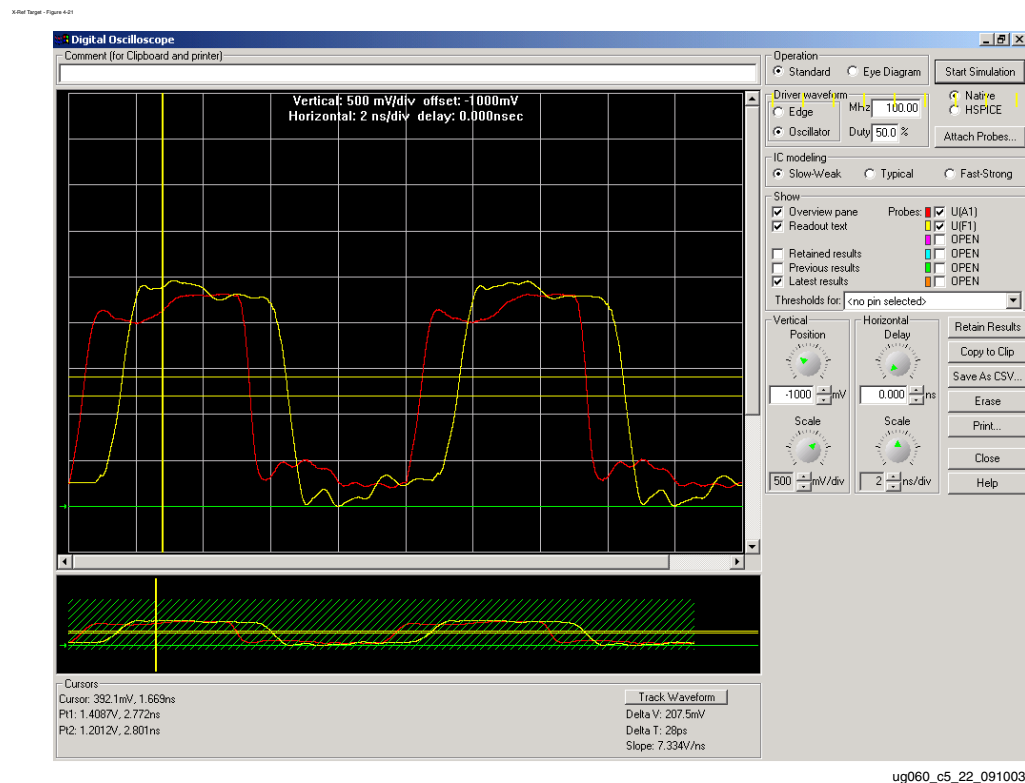 X-Ref Target - Figure 4-21
Digital Oscilloscope
Comment (for Clipboard and printer)
Vertical: 500 mV/div offset: -1000mV
Horizontal: 2 ns/div delay: 0.000nsec
Operation
Standard
Eye Diagram
Start Simulation
Driver waveform
Edge
Oscillator
MHz 100.00
Duty 50.0 %
Native
HSPICE
Attach Probes...
IC modeling
Slow-Weak
Typical
Fast-Strong
Show
Overview pane
Readout text
Retained results
Previous results
Latest results
Probes:
U(A1)
U(F1)
OPEN
OPEN
OPEN
OPEN
Thresholds for: <no pin selected>
Vertical
Position
-1000 mV
Scale
500 mV/div
Horizontal
Delay
0.000 ns
Scale
2 ns/div
Retain Results
Copy to Clip
Save As CSV...
Erase
Print...
Close
Help
Cursors
Cursor: 392.1mV, 1.669ns
Pt1: 1.4087V, 2.772ns
Pt2: 1.2012V, 2.801ns
Track Waveform
Delta V: 207.5mV
Delta T: 28ps
Slope: 7.334V/ns
ug060_c5_22_091003